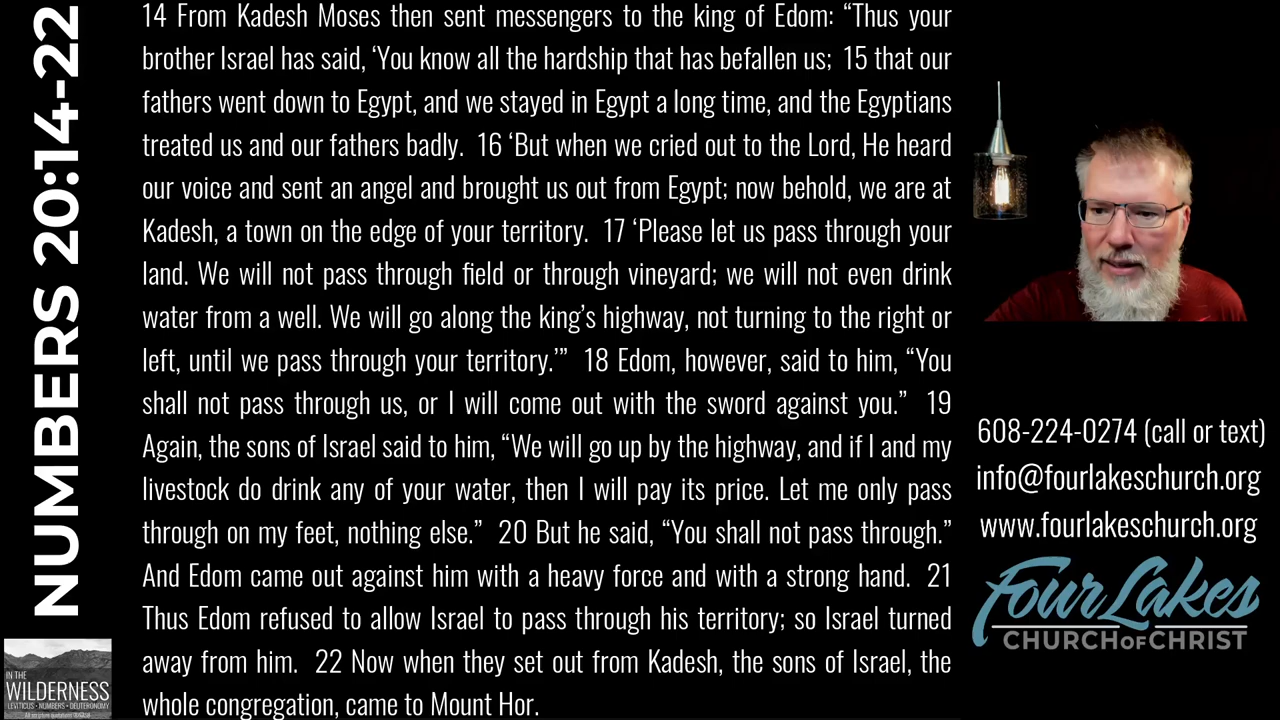 NUMBERS 20:14-22
14 From Kadesh Moses then sent messengers to the king of Edom: “Thus your
brother Israel has said, ‘You know all the hardship that has befallen us; 15 that our
fathers went down to Egypt, and we stayed in Egypt a long time, and the Egyptians
treated us and our fathers badly. 16 ‘But when we cried out to the Lord, He heard
our voice and sent an angel and brought us out from Egypt; now behold, we are at
Kadesh, a town on the edge of your territory. 17 ‘Please let us pass through your
land. We will not pass through field or through vineyard; we will not even drink
water from a well. We will go along the king’s highway, not turning to the right or
left, until we pass through your territory.’” 18 Edom, however, said to him, “You
shall not pass through us, or I will come out with the sword against you.” 19
Again, the sons of Israel said to him, “We will go up by the highway, and if I and my
livestock do drink any of your water, then I will pay its price. Let me only pass
through on my feet, nothing else.” 20 But he said, “You shall not pass through.”
And Edom came out against him with a heavy force and with a strong hand. 21
Thus Edom refused to allow Israel to pass through his territory; so Israel turned
away from him. 22 Now when they set out from Kadesh, the sons of Israel, the
whole congregation, came to Mount Hor.
608-224-0274 (call or text)
info@fourlakeschurch.org
www.fourlakeschurch.org
Four Lakes
CHURCH OF CHRIST
IN THE
WILDERNESS
LEVITICUS • NUMBERS • DEUTERONOMY